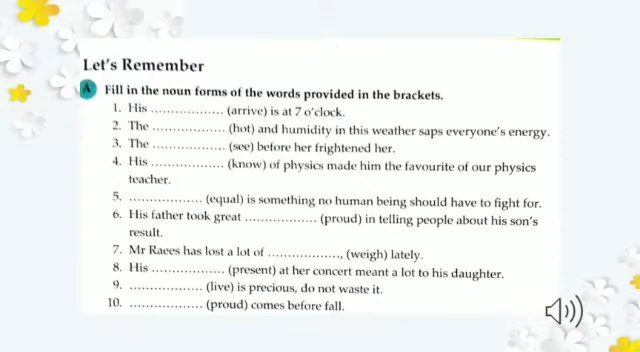 Let's Remember
A Fill in the noun forms of the words provided in the brackets.
1. His .................. (arrive) is at 7 o'clock.
2. The .................. (hot) and humidity in this weather saps everyone's energy.
3. The .................. (see) before her frightened her.
4. His .................. (know) of physics made him the favourite of our physics
teacher.
5. .................. (equal) is something no human being should have to fight for.
6. His father took great .................. (proud) in telling people about his son's
result.
7. Mr Raees has lost a lot of .................., (weigh) lately.
8. His .................. (present) at her concert meant a lot to his daughter.
9. .................. (live) is precious, do not waste it.
10. .................. (proud) comes before fall.